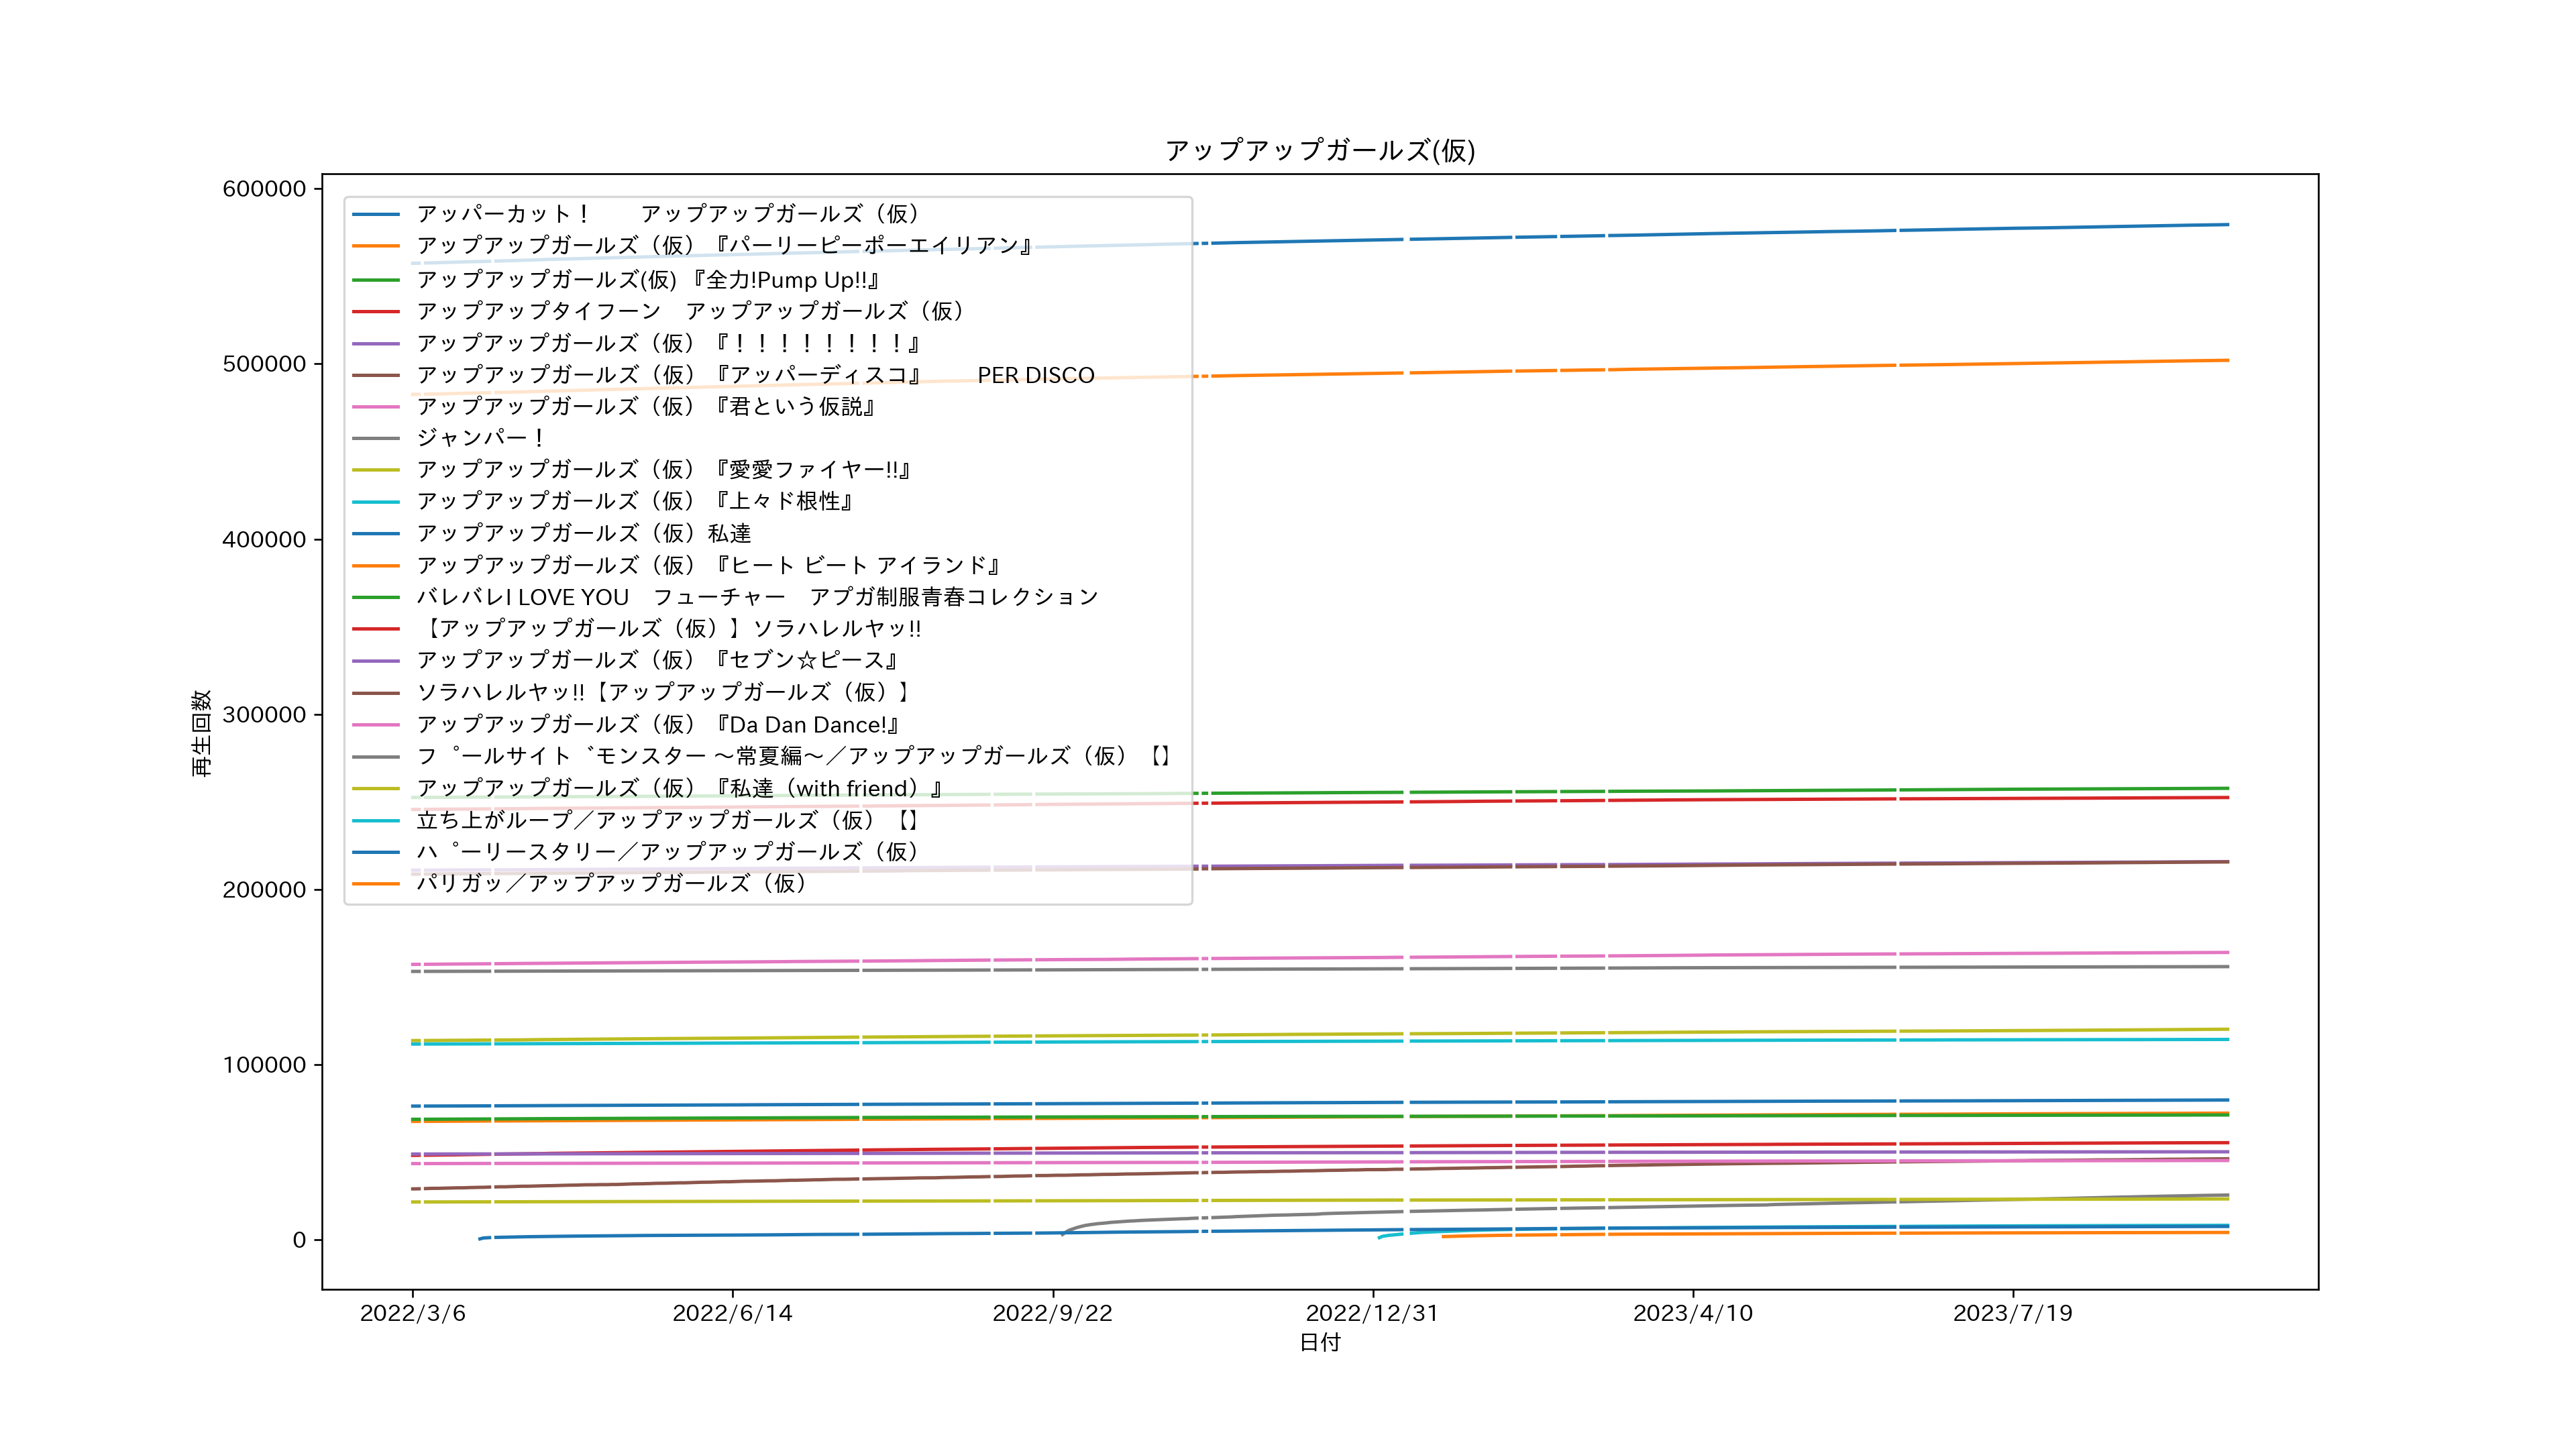 アップアップガールズ(仮)
600000
500000
400000
300000
200000
100000
0
再生回数
アッパーカット！　　アップアップガールズ（仮）
アップアップガールズ（仮）『パーリーピーポーエイリアン』
アップアップガールズ(仮) 『全力!Pump Up!!』
アップアップタイフーン　アップアップガールズ（仮）
アップアップガールズ（仮）『！！！！！！！！』
アップアップガールズ（仮）『アッパーディスコ』　　PER DISCO
アップアップガールズ（仮）『君という仮説』
ジャンパー！
アップアップガールズ（仮）『愛愛ファイヤー!!』
アップアップガールズ（仮）『上々ド根性』
アップアップガールズ（仮）私達
アップアップガールズ（仮）『ヒート ビート アイランド』
バレバレI LOVE YOU　フューチャー　アプガ制服青春コレクション
【アップアップガールズ（仮）】ソラハレルヤッ!!
アップアップガールズ（仮）『セブン☆ピース』
ソラハレルヤッ!!【アップアップガールズ（仮）】
アップアップガールズ（仮）『Da Dan Dance!』
フ゜ールサイト゛モンスター 〜常夏編〜／アップアップガールズ（仮）【】
アップアップガールズ（仮）『私達（with friend）』
立ち上がループ／アップアップガールズ（仮）【】
ハ゜ーリースタリー／アップアップガールズ（仮）
パリガッ／アップアップガールズ（仮）
2022/3/6
2022/6/14
2022/9/22
2022/12/31
2023/4/10
2023/7/19
日付